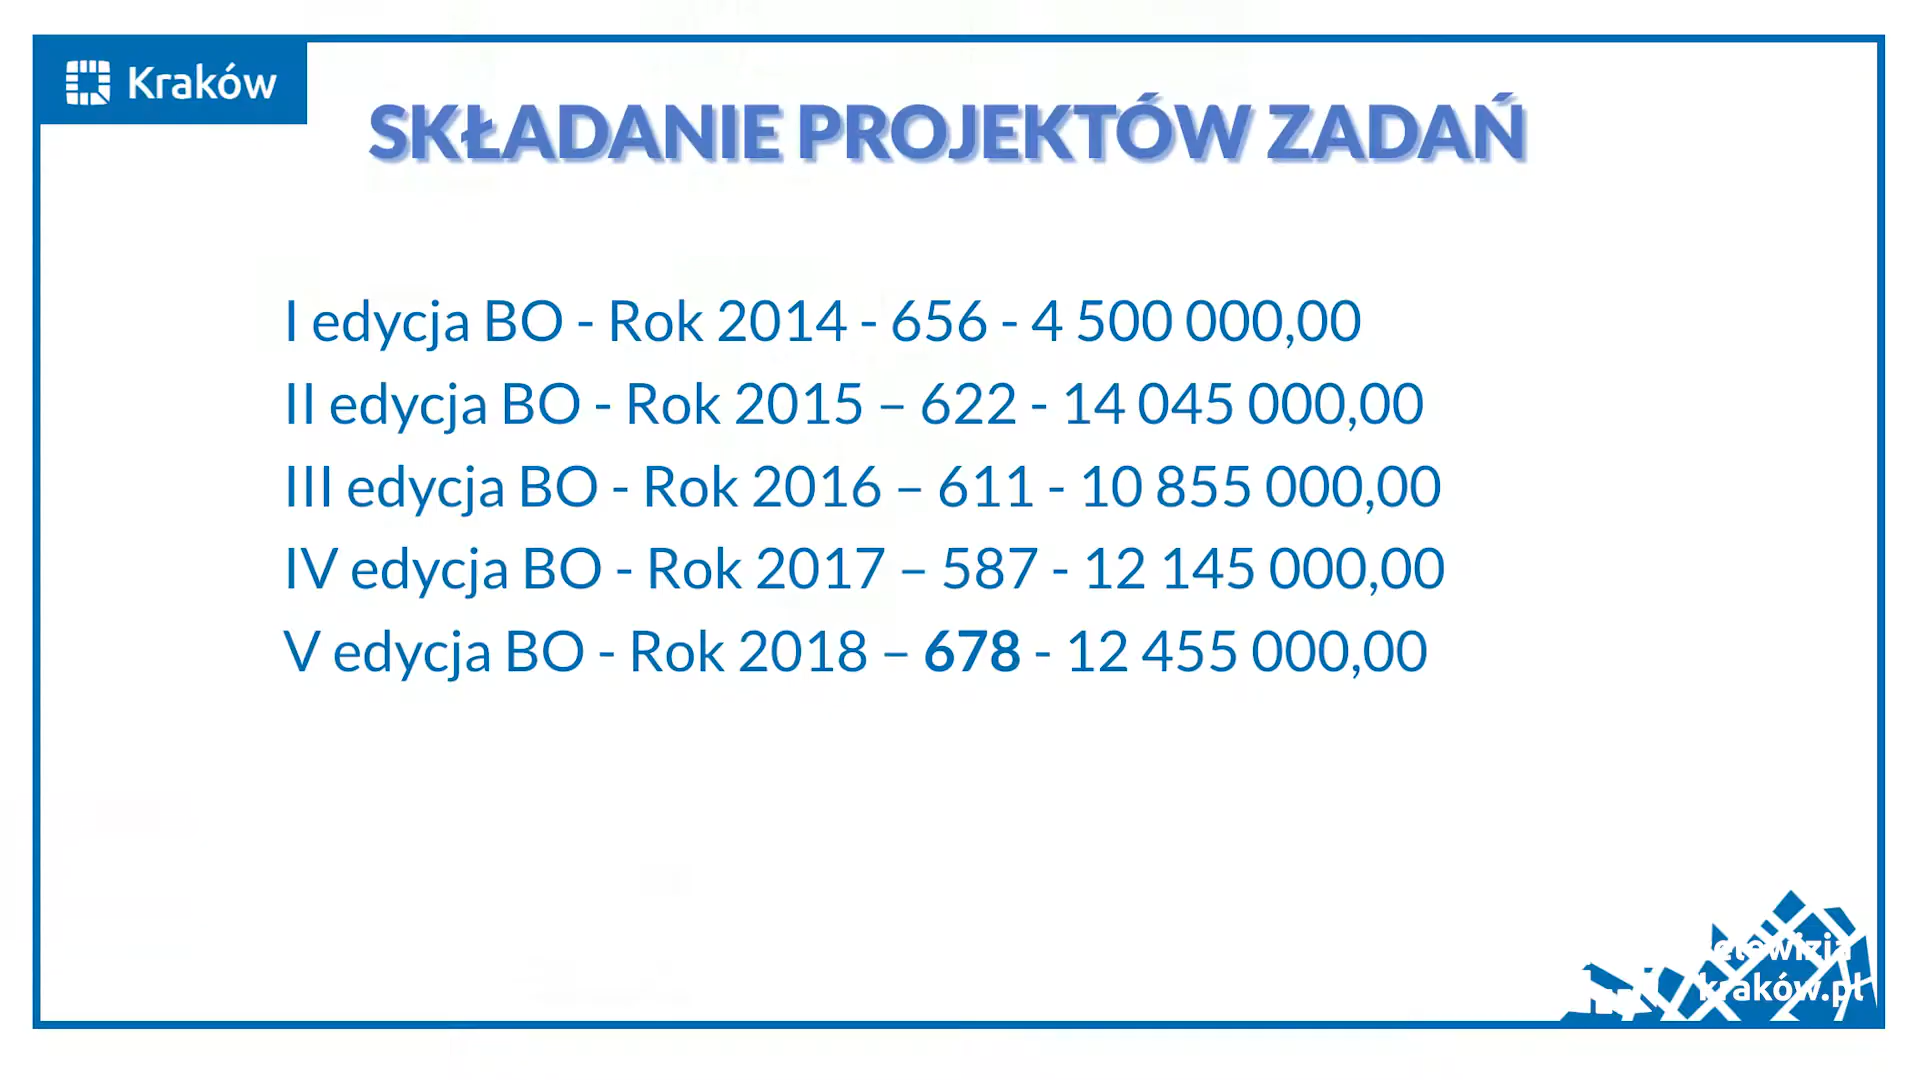 Kraków
SKŁADANIE PROJEKTÓW ZADAŃ
I edycja BO - Rok 2014 - 656 - 4 500 000,00
II edycja BO - Rok 2015 – 622 - 14 045 000,00
III edycja BO - Rok 2016 – 611 - 10 855 000,00
IV edycja BO - Rok 2017 – 587 - 12 145 000,00
V edycja BO - Rok 2018 – 678 - 12 455 000,00
telewizja
kraków.pl